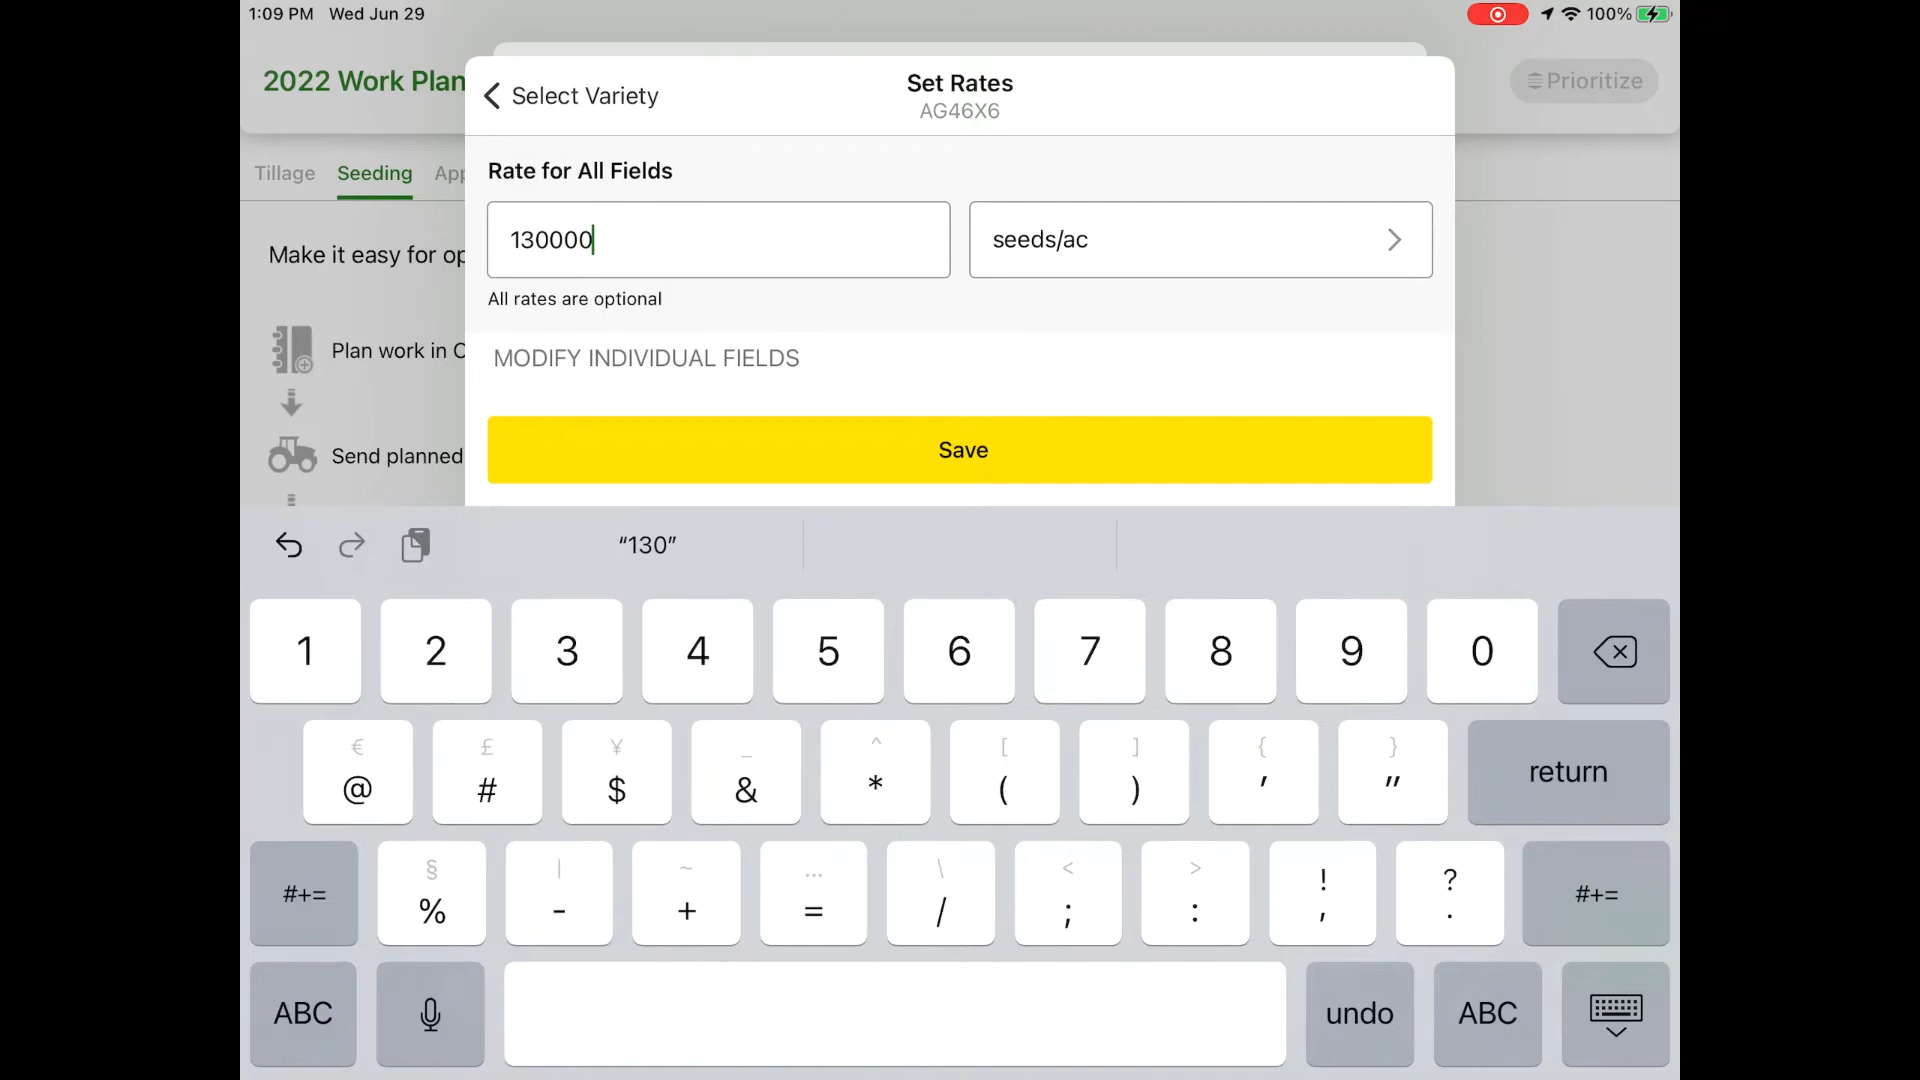 1:09 PM Wed Jun 29
100%
2022 Work Plan
Select Variety
Set Rates
AG46X6
Prioritize
Tillage Seeding App
Rate for All Fields
130000
seeds/ac
All rates are optional
Make it easy for op
MODIFY INDIVIDUAL FIELDS
Plan work in O
Save
Send planned
“130”
1 2 3 4 5 6 7 8 9 0
€ £ ¥ _ ^ [ ] { }
@ # $ & * ( ) ' "
return
§ | ~ … \ < > ! ?
#+= % - + = / ; : , . #+=
ABC
undo
ABC